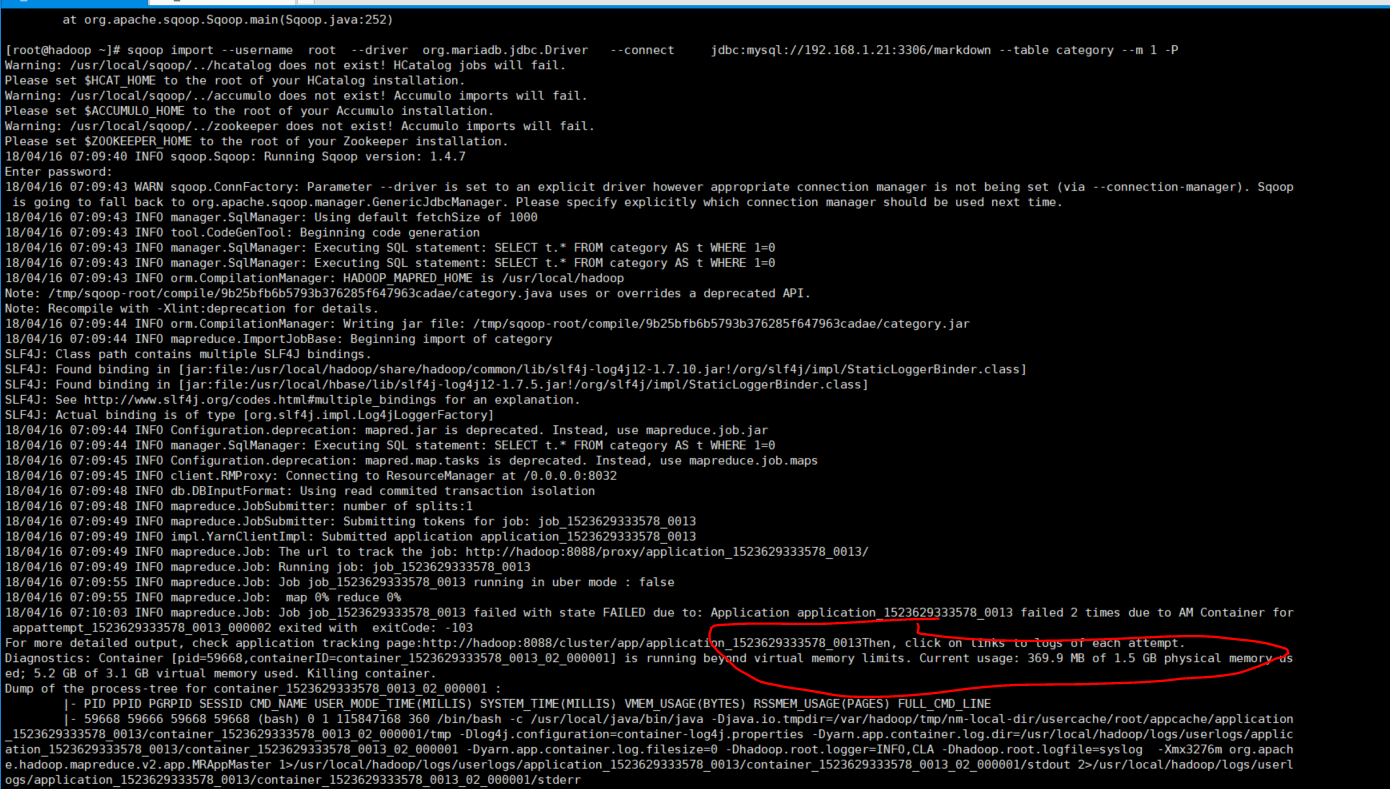 at org.apache.sqoop.Sqoop.main(Sqoop.java:252)
[root@hadoop ~]# sqoop import --username  root  --driver  org.mariadb.jdbc.Driver   --connect     jdbc:mysql://192.168.1.21:3306/markdown --table category --m 1 -P
Warning: /usr/local/sqoop/../hcatalog does not exist! HCatalog jobs will fail.
Please set $HCAT_HOME to the root of your HCatalog installation.
Warning: /usr/local/sqoop/../accumulo does not exist! Accumulo imports will fail.
Please set $ACCUMULO_HOME to the root of your Accumulo installation.
Warning: /usr/local/sqoop/../zookeeper does not exist! Accumulo imports will fail.
Please set $ZOOKEEPER_HOME to the root of your Zookeeper installation.
18/04/16 07:09:40 INFO sqoop.Sqoop: Running Sqoop version: 1.4.7
Enter password:
18/04/16 07:09:43 WARN sqoop.ConnFactory: Parameter --driver is set to an explicit driver however appropriate connection manager is not being set (via --connection-manager). Sqoop
 is going to fall back to org.apache.sqoop.manager.GenericJdbcManager. Please specify explicitly which connection manager should be used next time.
18/04/16 07:09:43 INFO manager.SqlManager: Using default fetchSize of 1000
18/04/16 07:09:43 INFO tool.CodeGenTool: Beginning code generation
18/04/16 07:09:43 INFO manager.SqlManager: Executing SQL statement: SELECT t.* FROM category AS t WHERE 1=0
18/04/16 07:09:43 INFO manager.SqlManager: Executing SQL statement: SELECT t.* FROM category AS t WHERE 1=0
18/04/16 07:09:43 INFO orm.CompilationManager: HADOOP_MAPRED_HOME is /usr/local/hadoop
Note: /tmp/sqoop-root/compile/9b25bfb6b5793b376285f647963cadae/category.java uses or overrides a deprecated API.
Note: Recompile with -Xlint:deprecation for details.
18/04/16 07:09:44 INFO orm.CompilationManager: Writing jar file: /tmp/sqoop-root/compile/9b25bfb6b5793b376285f647963cadae/category.jar
18/04/16 07:09:44 INFO mapreduce.ImportJobBase: Beginning import of category
SLF4J: Class path contains multiple SLF4J bindings.
SLF4J: Found binding in [jar:file:/usr/local/hadoop/share/hadoop/common/lib/slf4j-log4j12-1.7.10.jar!/org/slf4j/impl/StaticLoggerBinder.class]
SLF4J: Found binding in [jar:file:/usr/local/hbase/lib/slf4j-log4j12-1.7.5.jar!/org/slf4j/impl/StaticLoggerBinder.class]
SLF4J: See http://www.slf4j.org/codes.html#multiple_bindings for an explanation.
SLF4J: Actual binding is of type [org.slf4j.impl.Log4jLoggerFactory]
18/04/16 07:09:44 INFO Configuration.deprecation: mapred.jar is deprecated. Instead, use mapreduce.job.jar
18/04/16 07:09:44 INFO manager.SqlManager: Executing SQL statement: SELECT t.* FROM category AS t WHERE 1=0
18/04/16 07:09:45 INFO Configuration.deprecation: mapred.map.tasks is deprecated. Instead, use mapreduce.job.maps
18/04/16 07:09:45 INFO client.RMProxy: Connecting to ResourceManager at /0.0.0.0:8032
18/04/16 07:09:48 INFO db.DBInputFormat: Using read commited transaction isolation
18/04/16 07:09:48 INFO mapreduce.JobSubmitter: number of splits:1
18/04/16 07:09:48 INFO mapreduce.JobSubmitter: Submitting tokens for job: job_1523629333578_0013
18/04/16 07:09:49 INFO impl.YarnClientImpl: Submitted application application_1523629333578_0013
18/04/16 07:09:49 INFO mapreduce.Job: The url to track the job: http://hadoop:8088/proxy/application_1523629333578_0013/
18/04/16 07:09:49 INFO mapreduce.Job: Running job: job_1523629333578_0013
18/04/16 07:09:55 INFO mapreduce.Job: Job job_1523629333578_0013 running in uber mode : false
18/04/16 07:09:55 INFO mapreduce.Job:  map 0% reduce 0%
18/04/16 07:10:03 INFO mapreduce.Job: Job job_1523629333578_0013 failed with state FAILED due to: Application application_1523629333578_0013 failed 2 times due to AM Container for
 appattempt_1523629333578_0013_000002 exited with  exitCode: -103
For more detailed output, check application tracking page:http://hadoop:8088/cluster/app/application_1523629333578_0013Then, click on links to logs of each attempt.
Diagnostics: Container [pid=59668,containerID=container_1523629333578_0013_02_000001] is running beyond virtual memory limits. Current usage: 369.9 MB of 1.5 GB physical memory us
ed; 5.2 GB of 3.1 GB virtual memory used. Killing container.
Dump of the process-tree for container_1523629333578_0013_02_000001 :
|- PID PPID PGRPID SESSID CMD_NAME USER_MODE_TIME(MILLIS) SYSTEM_TIME(MILLIS) VMEM_USAGE(BYTES) RSSMEM_USAGE(PAGES) FULL_CMD_LINE
|- 59668 59666 59668 59668 (bash) 0 1 115847168 360 /bin/bash -c /usr/local/java/bin/java -Djava.io.tmpdir=/var/hadoop/tmp/nm-local-dir/usercache/root/appcache/application
_1523629333578_0013/container_1523629333578_0013_02_000001/tmp -Dlog4j.configuration=container-log4j.properties -Dyarn.app.container.log.dir=/usr/local/hadoop/logs/userlogs/applic
ation_1523629333578_0013/container_1523629333578_0013_02_000001 -Dyarn.app.container.log.filesize=0 -Dhadoop.root.logger=INFO,CLA -Dhadoop.root.logfile=syslog  -Xmx3276m org.apach
e.hadoop.mapreduce.v2.app.MRAppMaster 1>/usr/local/hadoop/logs/userlogs/application_1523629333578_0013/container_1523629333578_0013_02_000001/stdout 2>/usr/local/hadoop/logs/userl
ogs/application_1523629333578_0013/container_1523629333578_0013_02_000001/stderr